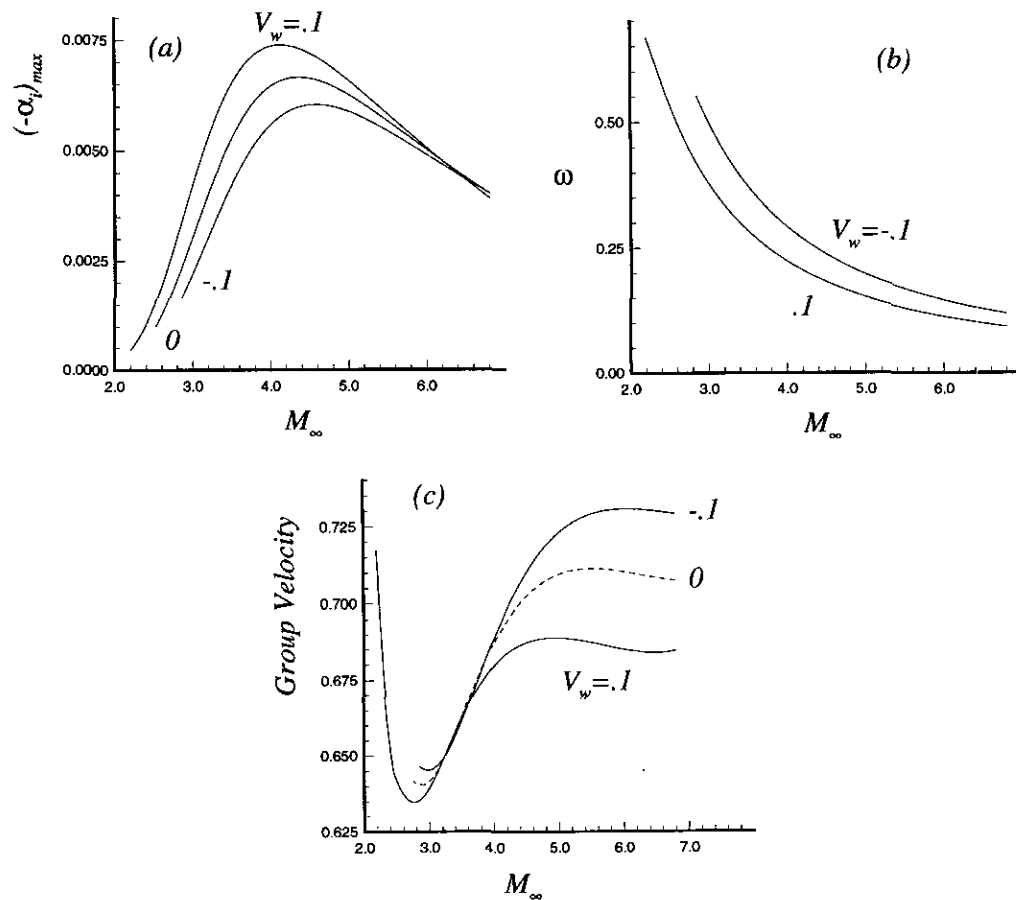 (a)
V_w=.1
0
-.1
(-α_i)_max
0.0075
0.0050
0.0025
0.0000
2.0 3.0 4.0 5.0 6.0
M_∞
(b)
V_w=-.1
.1
ω
0.50
0.25
0.00
2.0 3.0 4.0 5.0 6.0
M_∞
(c)
-.1
0
V_w=.1
Group Velocity
0.725
0.700
0.675
0.650
0.625
2.0 3.0 4.0 5.0 6.0 7.0
M_∞